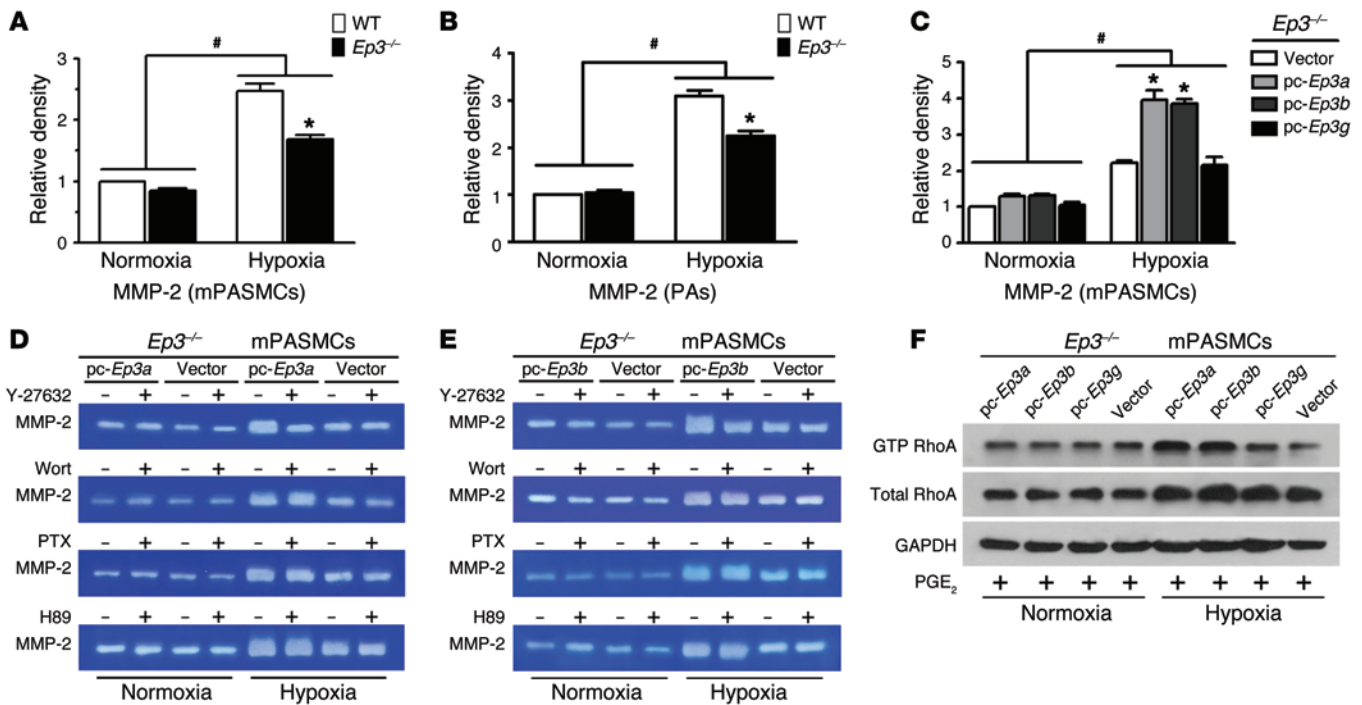 A
WT
Ep3–/–
#
3
2
1
0
*
Relative density
Normoxia Hypoxia
MMP-2 (mPASMCs)
B
WT
Ep3–/–
#
4
3
2
1
0
*
Relative density
Normoxia Hypoxia
MMP-2 (PAs)
C
Ep3–/–
Vector
pc-Ep3a
pc-Ep3b
pc-Ep3g
#
5
4
5
2
1
0
* *
Relative density
Normoxia Hypoxia
MMP-2 (mPASMCs)
D
Ep3–/– mPASMCs
pc-Ep3a Vector pc-Ep3a Vector
Y-27632 – + – + – + – +
MMP-2
Wort – + – + – + – +
MMP-2
PTX – + – + – + – +
MMP-2
H89 – + – + – + – +
MMP-2
Normoxia Hypoxia
E
Ep3–/– mPASMCs
pc-Ep3b Vector pc-Ep3b Vector
Y-27632 – + – + – + – +
MMP-2
Wort – + – + – + – +
MMP-2
PTX – + – + – + – +
MMP-2
H89 – + – + – + – +
MMP-2
Normoxia Hypoxia
F
Ep3–/– mPASMCs
pc-Ep3a pc-Ep3b pc-Ep3g Vector pc-Ep3a pc-Ep3b pc-Ep3g Vector
GTP RhoA
Total RhoA
GAPDH
PGE2 + + + + + + + +
Normoxia Hypoxia